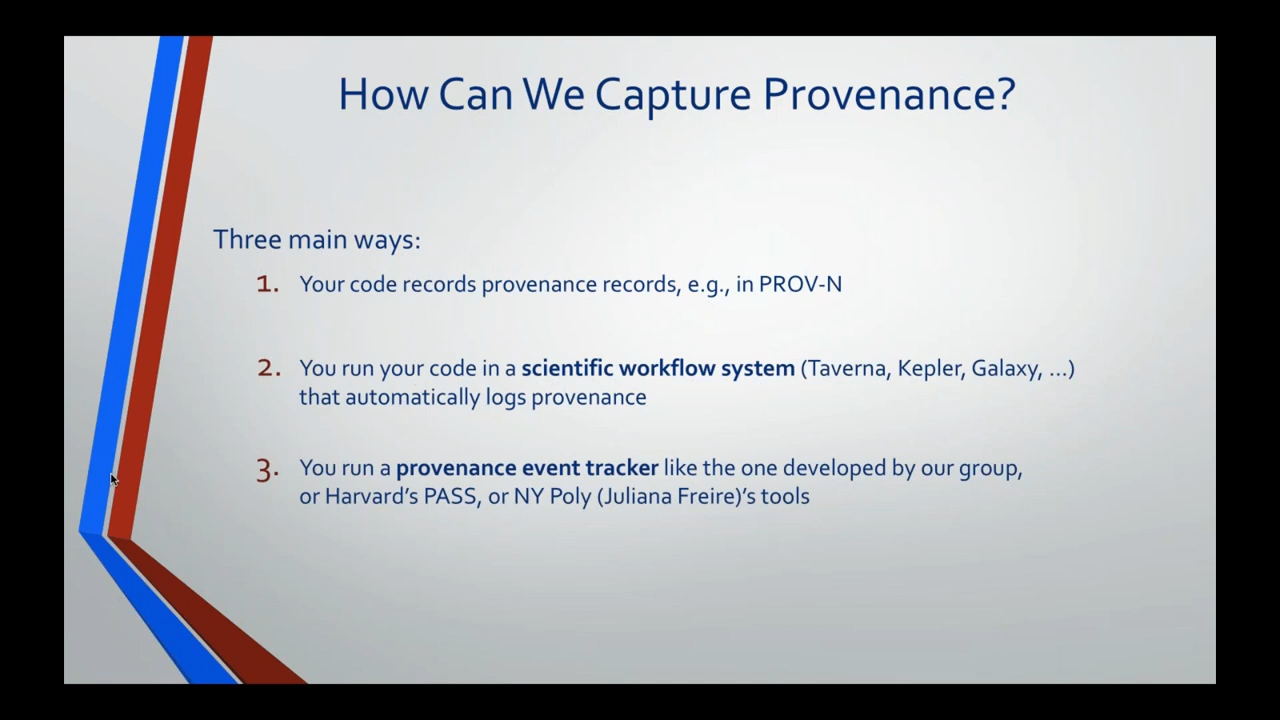 How Can We Capture Provenance?
Three main ways:
1. Your code records provenance records, e.g., in PROV-N
2. You run your code in a scientific workflow system (Taverna, Kepler, Galaxy, ...)
that automatically logs provenance
3. You run a provenance event tracker like the one developed by our group,
or Harvard's PASS, or NY Poly (Juliana Freire)'s tools